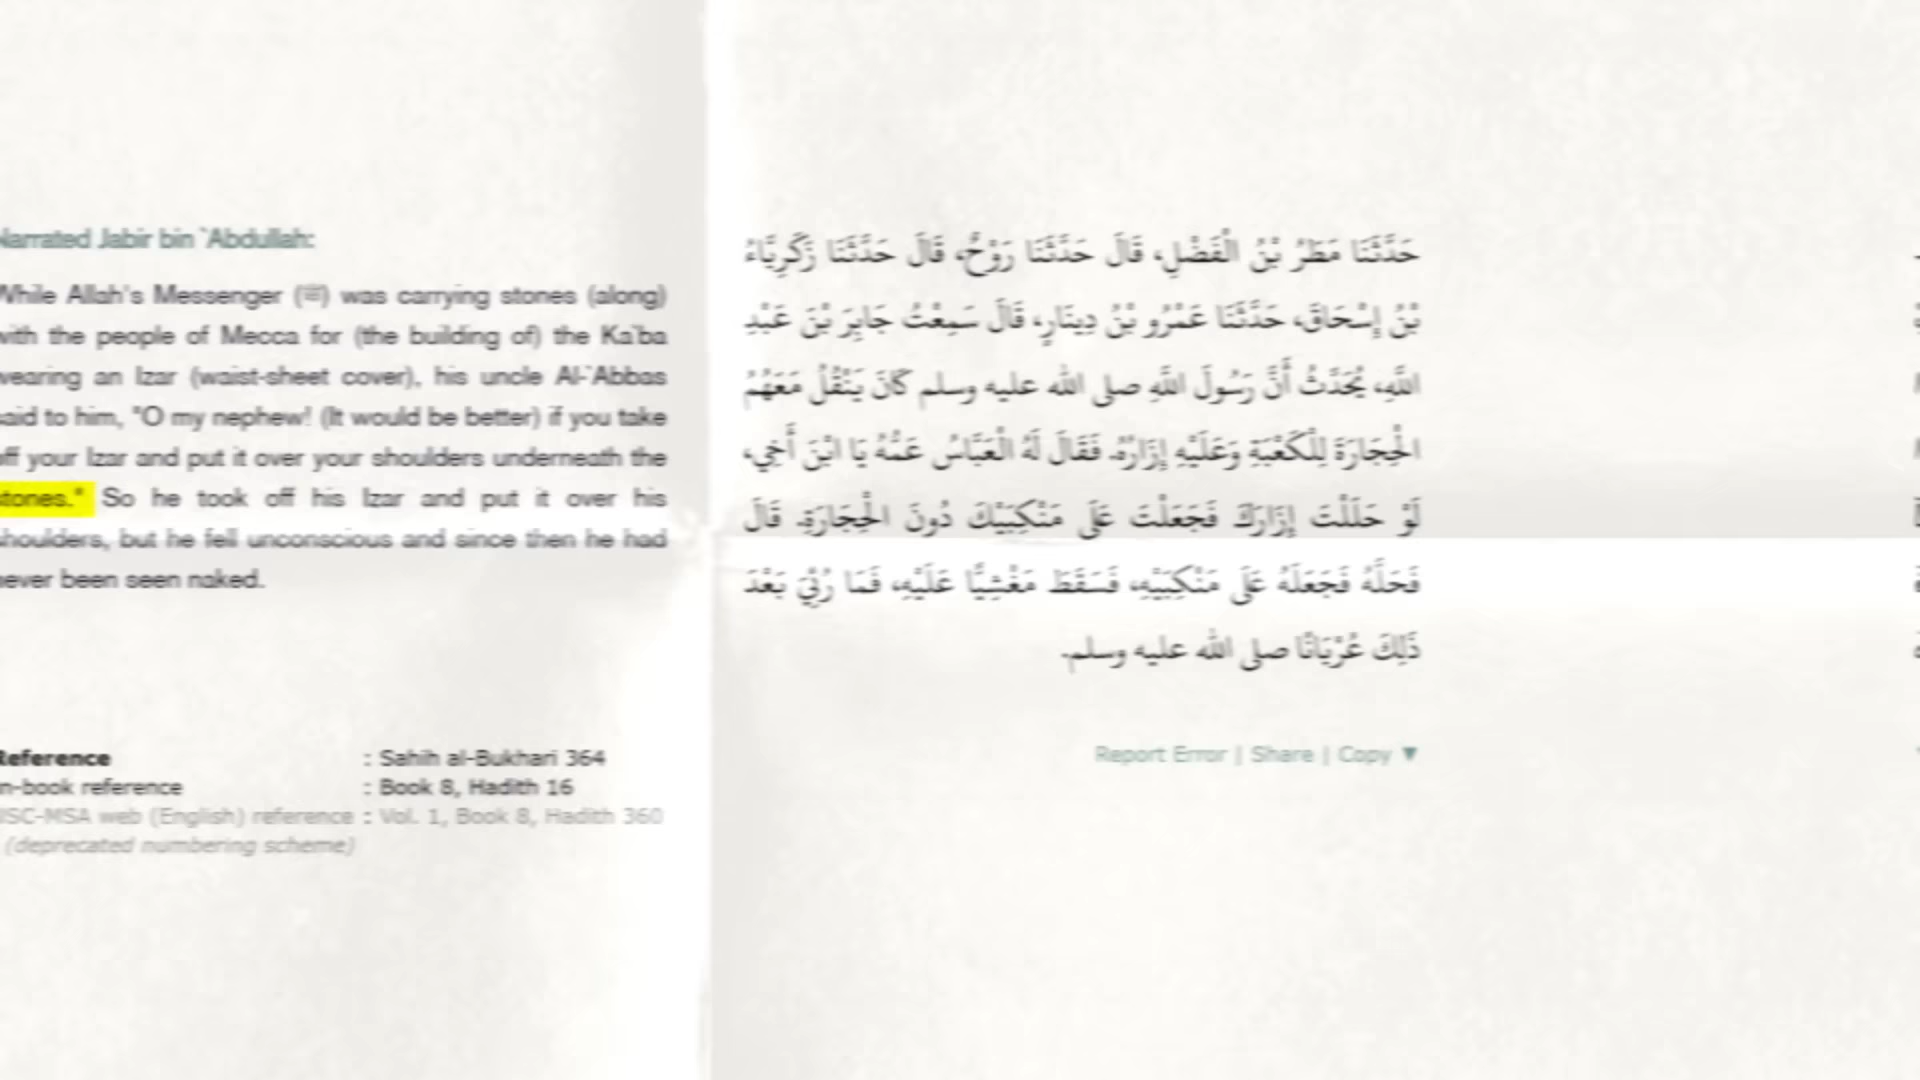 Narrated Jabir bin `Abdullah:
While Allah's Messenger (ﷺ) was carrying stones (along)
with the people of Mecca for (the building of) the Ka`ba
wearing an Izar (waist-sheet cover), his uncle Al-`Abbas
said to him, "O my nephew! (It would be better) if you take
off your Izar and put it over your shoulders underneath the
stones." So he took off his Izar and put it over his
shoulders, but he fell unconscious and since then he had
never been seen naked.
حَدَّثَنَا مَطَرُ بْنُ الْفَضْلِ، قَالَ حَدَّثَنَا رَوْحٌ، قَالَ حَدَّثَنَا زَكَرِيَّاءُ
بْنُ إِسْحَاقَ، حَدَّثَنَا عَمْرُو بْنُ دِينَارٍ، قَالَ سَمِعْتُ جَابِرَ بْنَ عَبْدِ
اللَّهِ، يُحَدِّثُ أَنَّ رَسُولَ اللَّهِ صلى الله عليه وسلم كَانَ يَنْقُلُ مَعَهُمُ
الْحِجَارَةَ لِلْكَعْبَةِ وَعَلَيْهِ إِزَارُهُ‏.‏ فَقَالَ لَهُ الْعَبَّاسُ عَمُّهُ يَا ابْنَ أَخِي،
لَوْ حَلَلْتَ إِزَارَكَ فَجَعَلْتَ عَلَى مَنْكِبَيْكَ دُونَ الْحِجَارَةِ‏.‏ قَالَ
فَحَلَّهُ فَجَعَلَهُ عَلَى مَنْكِبَيْهِ، فَسَقَطَ مَغْشِيًّا عَلَيْهِ، فَمَا رُئِيَ بَعْدَ
ذَلِكَ عُرْيَانًا صلى الله عليه وسلم‏.‏
Reference : Sahih al-Bukhari 364
In-book reference : Book 8, Hadith 16
USC-MSA web (English) reference : Vol. 1, Book 8, Hadith 360
(deprecated numbering scheme)
Report Error | Share | Copy ▼